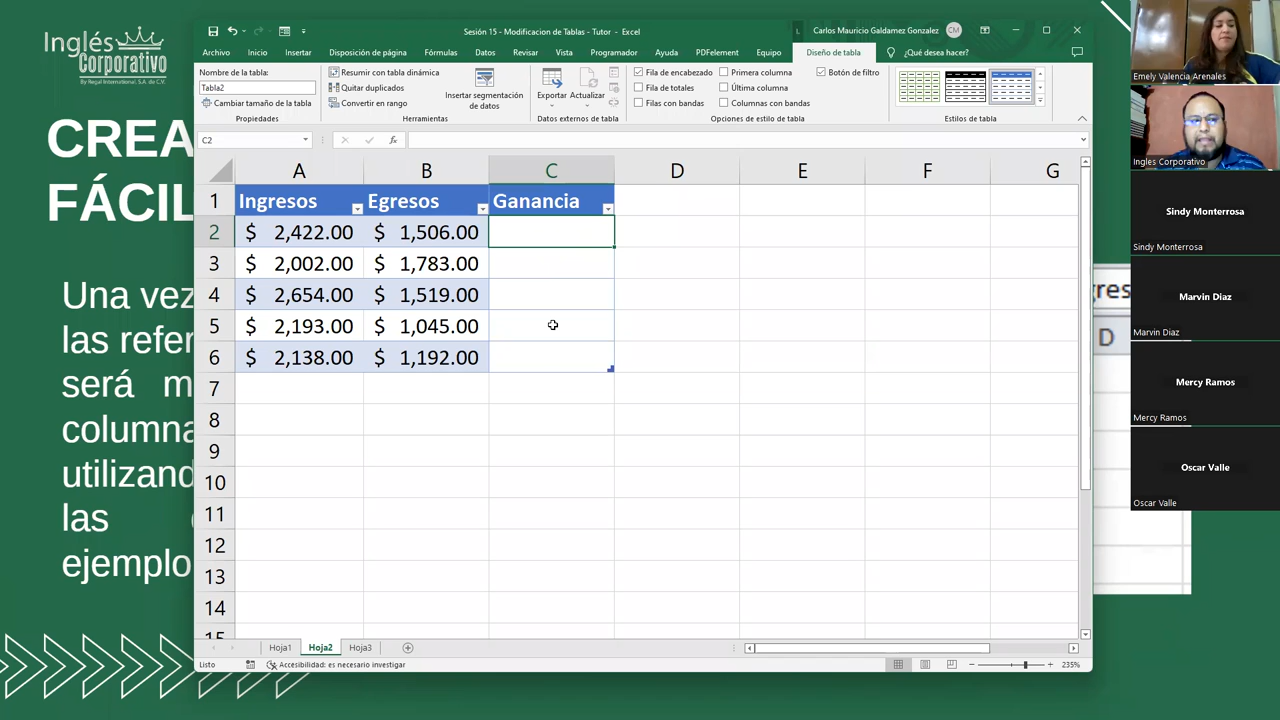 Inglés
Corporativo
By Regal International, S.A. de C.V.
CREA
FÁCIL
Una vez
las refer
será m
columna
utilizand
las
ejemplo
Sesión 15 - Modificacion de Tablas - Tutor - Excel
Carlos Mauricio Galdamez Gonzalez
CM
Archivo Inicio Insertar Disposición de página Fórmulas Datos Revisar Vista Programador Ayuda PDFelement Equipo Diseño de tabla ¿Qué desea hacer?
Nombre de la tabla:
Tabla2
Cambiar tamaño de la tabla
Propiedades
Resumir con tabla dinámica
Quitar duplicados
Convertir en rango
Insertar segmentación
de datos
Herramientas
Exportar Actualizar
Datos externos de tabla
Fila de encabezado Primera columna Botón de filtro
Fila de totales Última columna
Filas con bandas Columnas con bandas
Opciones de estilo de tabla
Estilos de tabla
C2
fx
A B C D E F G
1 Ingresos Egresos Ganancia
2 $ 2,422.00 $ 1,506.00
3 $ 2,002.00 $ 1,783.00
4 $ 2,654.00 $ 1,519.00
5 $ 2,193.00 $ 1,045.00
6 $ 2,138.00 $ 1,192.00
7
8
9
10
11
12
13
14
15
Hoja1 Hoja2 Hoja3
Listo Accesibilidad: es necesario investigar
235%
gres
D
Emely Valencia Arenales
Ingles Corporativo
Sindy Monterrosa
Sindy Monterrosa
Marvin Diaz
Marvin Diaz
Mercy Ramos
Mercy Ramos
Oscar Valle
Oscar Valle